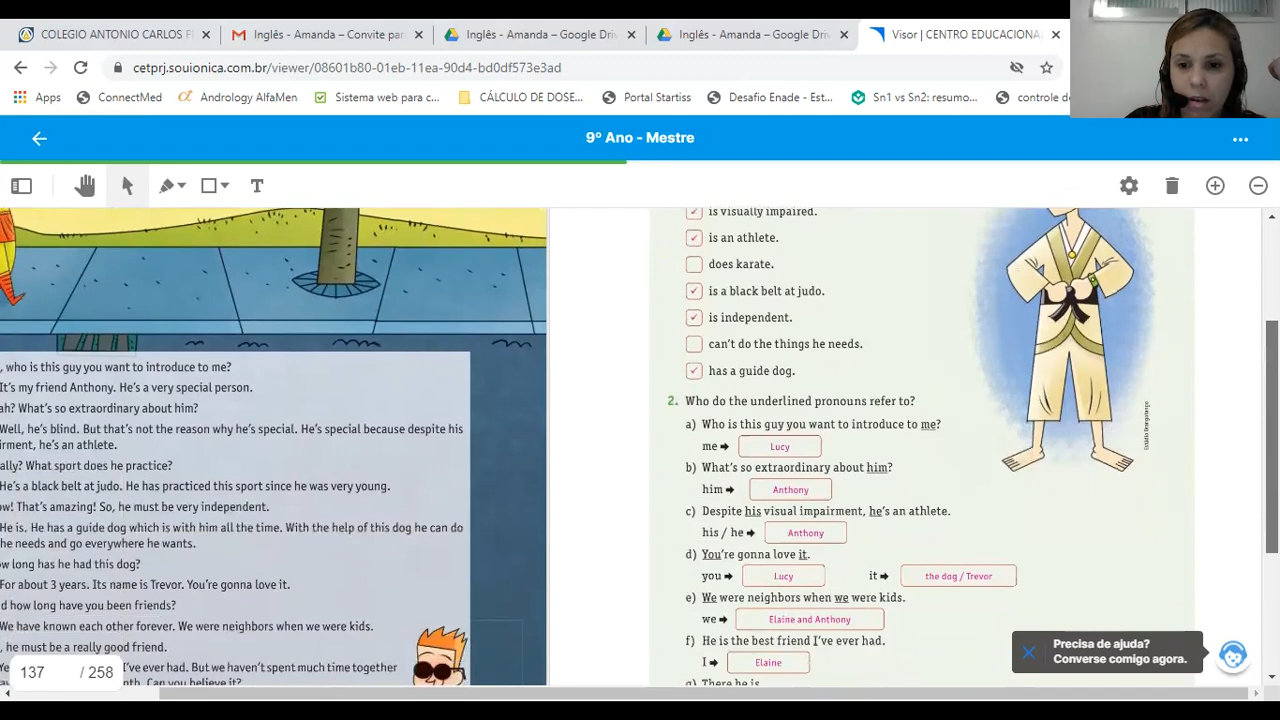 COLEGIO ANTONIO CARLOS F
Inglês - Amanda – Convite par
Inglês - Amanda – Google Driv
Inglês – Amanda – Google Driv
Visor | CENTRO EDUCACIONAL
cetprj.souionica.com.br/viewer/08601b80-01eb-11ea-90d4-bd0df573e3ad
Apps
ConnectMed
Andrology AlfaMen
Sistema web para c...
CÁLCULO DE DOSE...
Portal Startiss
Desafio Enade - Est...
Sn1 vs Sn2: resumo...
controle d
9º Ano - Mestre
, who is this guy you want to introduce to me?
It's my friend Anthony. He's a very special person.
ah? What's so extraordinary about him?
Well, he's blind. But that's not the reason why he's special. He's special because despite his
irment, he's an athlete.
ally? What sport does he practice?
He's a black belt at judo. He has practiced this sport since he was very young.
ow! That's amazing! So, he must be very independent.
He is. He has a guide dog which is with him all the time. With the help of this dog he can do
he needs and go everywhere he wants.
ow long has he had this dog?
For about 3 years. Its name is Trevor. You're gonna love it.
d how long have you been friends?
We have known each other forever. We were neighbors when we were kids.
, he must be a really good friend.
Ye I've ever had. But we haven't spent much time together
nth. Can you believe it?
137 / 258
is visually impaired.
is an athlete.
does karate.
is a black belt at judo.
is independent.
can't do the things he needs.
has a guide dog.
2. Who do the underlined pronouns refer to?
a) Who is this guy you want to introduce to me?
me ➡ Lucy
b) What's so extraordinary about him?
him ➡ Anthony
c) Despite his visual impairment, he's an athlete.
his / he ➡ Anthony
d) You're gonna love it.
you ➡ Lucy it ➡ the dog / Trevor
e) We were neighbors when we were kids.
we ➡ Elaine and Anthony
f) He is the best friend I've ever had.
I ➡ Elaine
g) There he is.
Precisa de ajuda?
Converse comigo agora.